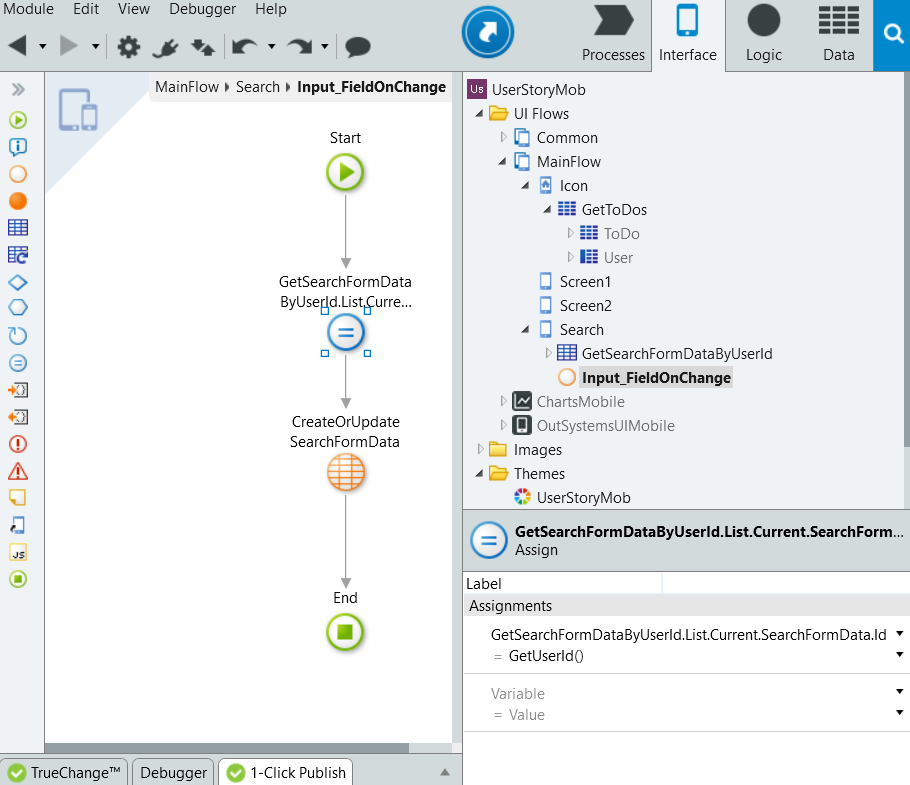 Module Edit View Debugger Help
Processes Interface Logic Data
MainFlow Search Input_FieldOnChange
Start
GetSearchFormData
ByUserId.List.Curre...
CreateOrUpdate
SearchFormData
End
JS
TrueChange™ Debugger 1-Click Publish
Us UserStoryMob
UI Flows
Common
MainFlow
Icon
GetToDos
ToDo
User
Screen1
Screen2
Search
GetSearchFormDataByUserId
Input_FieldOnChange
ChartsMobile
OutSystemsUIMobile
Images
Themes
UserStoryMob
GetSearchFormDataByUserId.List.Current.SearchForm...
Assign
Label
Assignments
GetSearchFormDataByUserId.List.Current.SearchFormData.Id
= GetUserId()
Variable
= Value